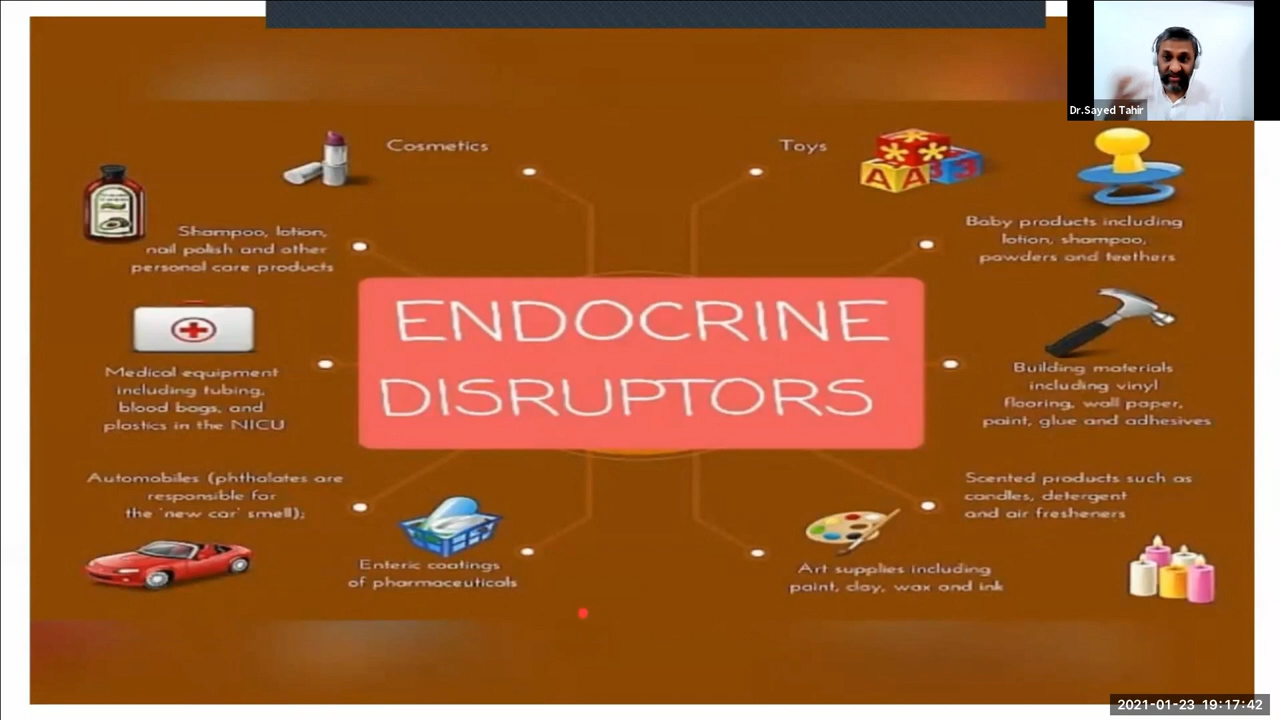 Dr.Sayed Tahir
Cosmetics
Toys
Shampoo, lotion,
nail polish and other
personal care products
Baby products including
lotion, shampoo,
powders and teethers
ENDOCRINE
DISRUPTORS
Medical equipment
including tubing,
blood bags, and
plastics in the NICU
Building materials
including vinyl
flooring, wall paper,
paint, glue and adhesives
Automobiles (phthalates are
responsible for
the 'new car' smell);
Scented products such as
candles, detergent
and air fresheners
Enteric coatings
of pharmaceuticals
Art supplies including
paint, clay, wax and ink
A A 3
2021-01-23 19:17:42